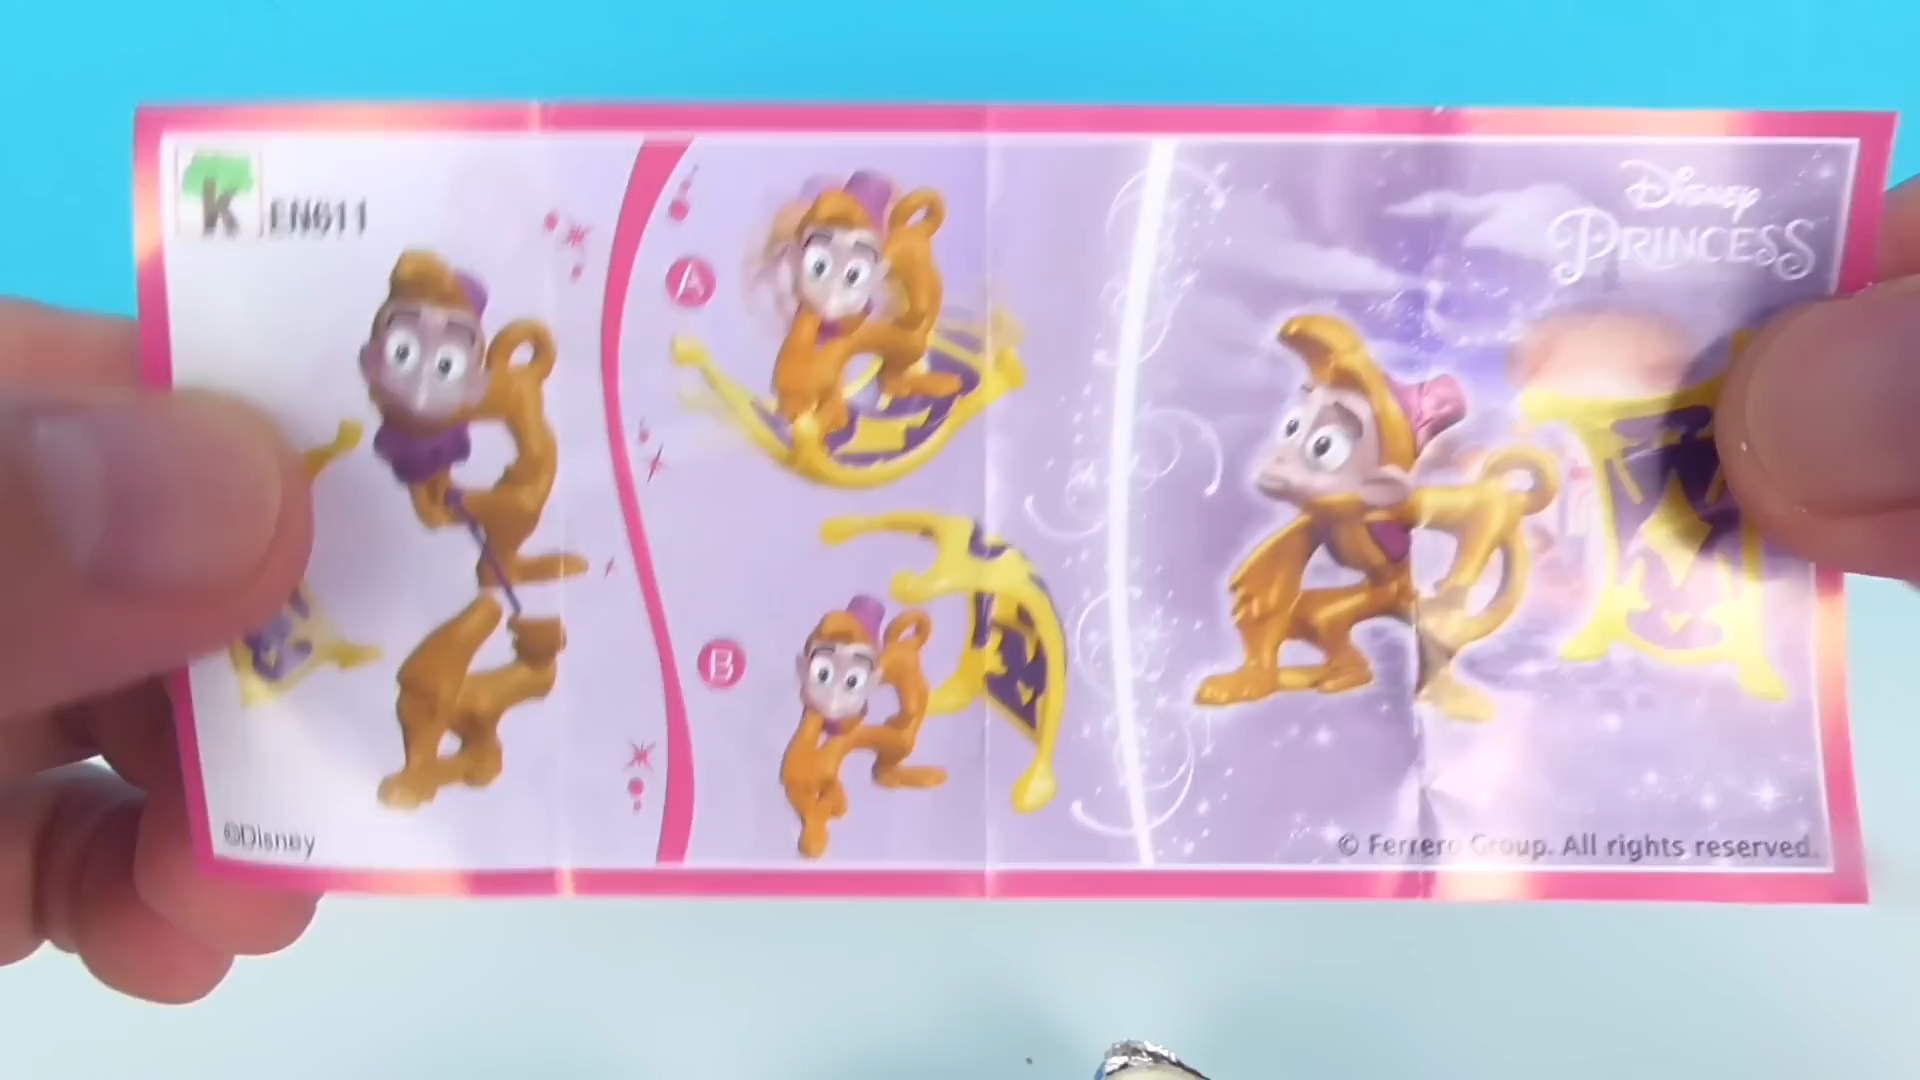 K EN611
A
B
©Disney
Disney
PRINCESS
© Ferrero Group. All rights reserved.